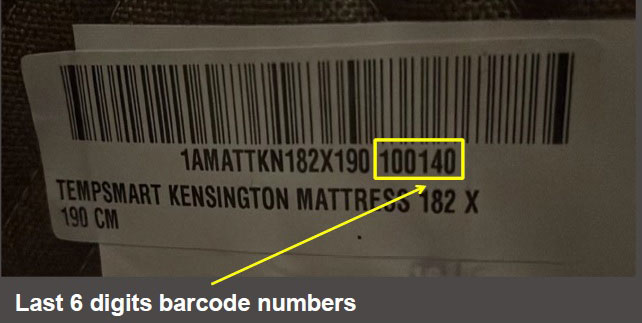 1AMATTKN182X190 100140
TEMPSMART KENSINGTON MATTRESS 182 X
190 CM
Last 6 digits barcode numbers